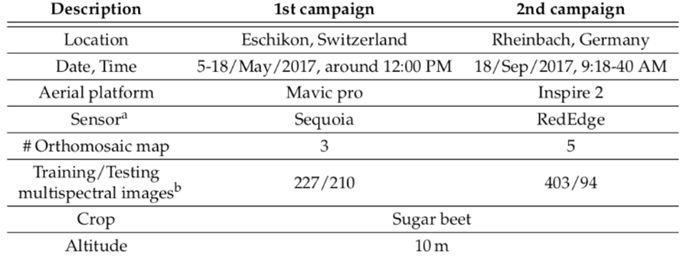 Description 1st campaign 2nd campaign
Location Eschikon, Switzerland Rheinbach, Germany
Date, Time 5-18/May/2017, around 12:00 PM 18/Sep/2017, 9:18-40 AM
Aerial platform Mavic pro Inspire 2
Sensorᵃ Sequoia RedEdge
# Orthomosaic map 3 5
Training/Testing
multispectral imagesᵇ 227/210 403/94
Crop Sugar beet
Altitude 10 m